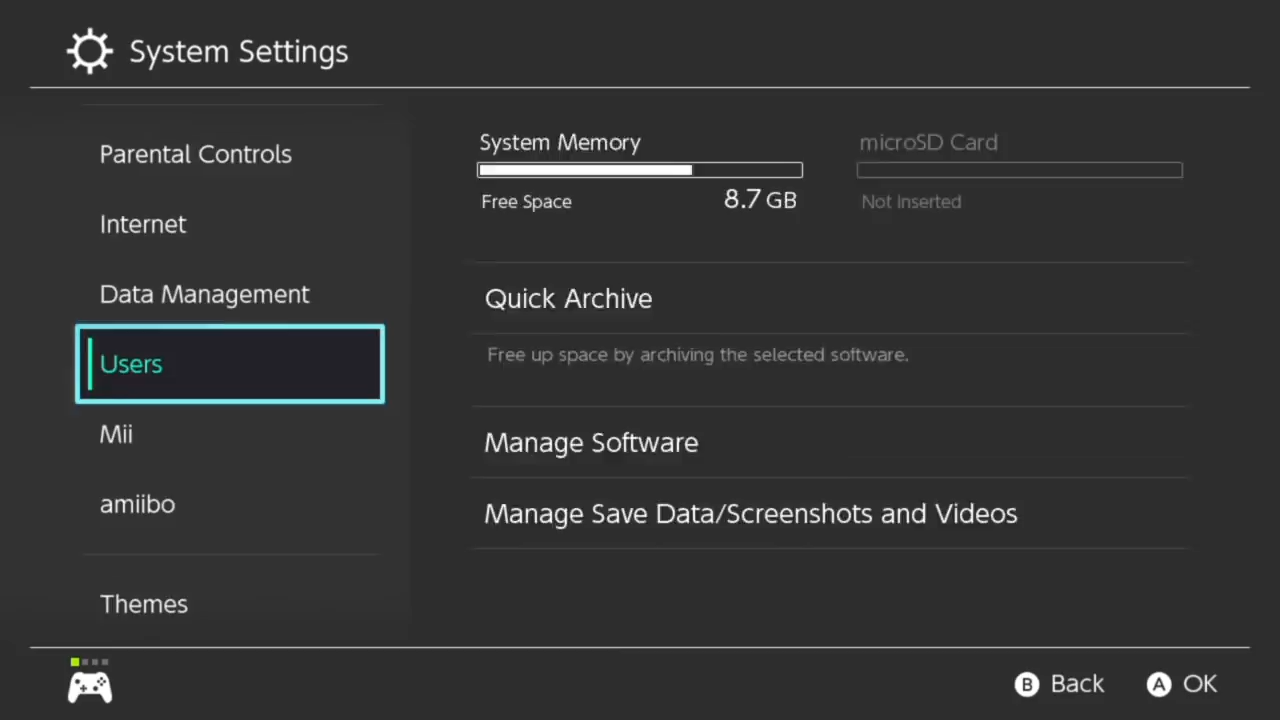 System Settings
Parental Controls
Internet
Data Management
Users
Mii
amiibo
Themes
System Memory
Free Space 8.7 GB
microSD Card
Not Inserted
Quick Archive
Free up space by archiving the selected software.
Manage Software
Manage Save Data/Screenshots and Videos
B Back A OK